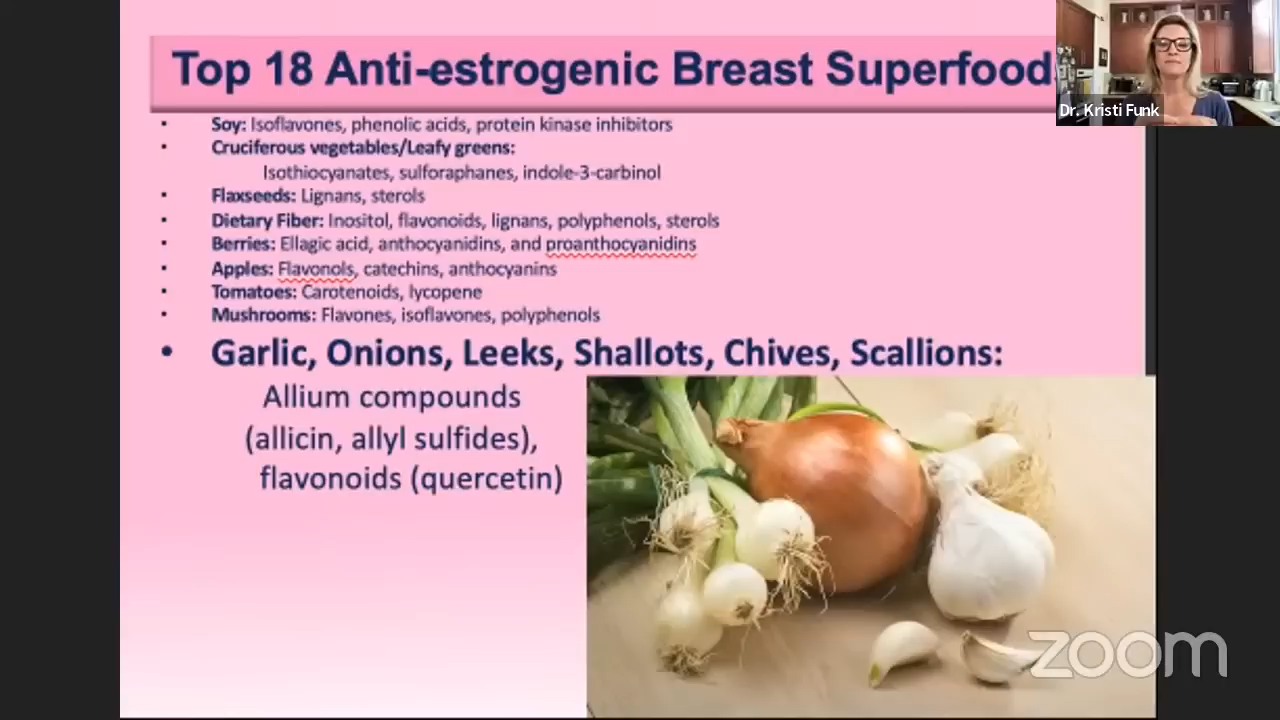 Top 18 Anti-estrogenic Breast Superfood
Dr. Kristi Funk
• Soy: Isoflavones, phenolic acids, protein kinase inhibitors
• Cruciferous vegetables/Leafy greens:
Isothiocyanates, sulforaphanes, indole-3-carbinol
• Flaxseeds: Lignans, sterols
• Dietary Fiber: Inositol, flavonoids, lignans, polyphenols, sterols
• Berries: Ellagic acid, anthocyanidins, and proanthocyanidins
• Apples: Flavonols, catechins, anthocyanins
• Tomatoes: Carotenoids, lycopene
• Mushrooms: Flavones, isoflavones, polyphenols
• Garlic, Onions, Leeks, Shallots, Chives, Scallions:
Allium compounds
(allicin, allyl sulfides),
flavonoids (quercetin)
zoom